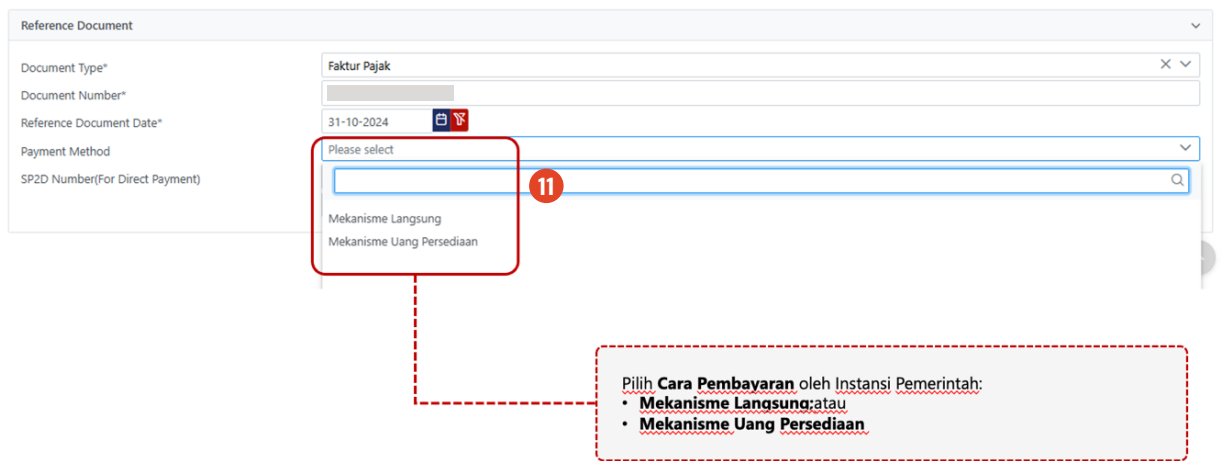 Reference Document
Document Type*
Faktur Pajak
Document Number*
Reference Document Date*
31-10-2024
Payment Method
Please select
SP2D Number(For Direct Payment)
11
Mekanisme Langsung
Mekanisme Uang Persediaan
Pilih Cara Pembayaran oleh Instansi Pemerintah:
• Mekanisme Langsung;atau
• Mekanisme Uang Persediaan